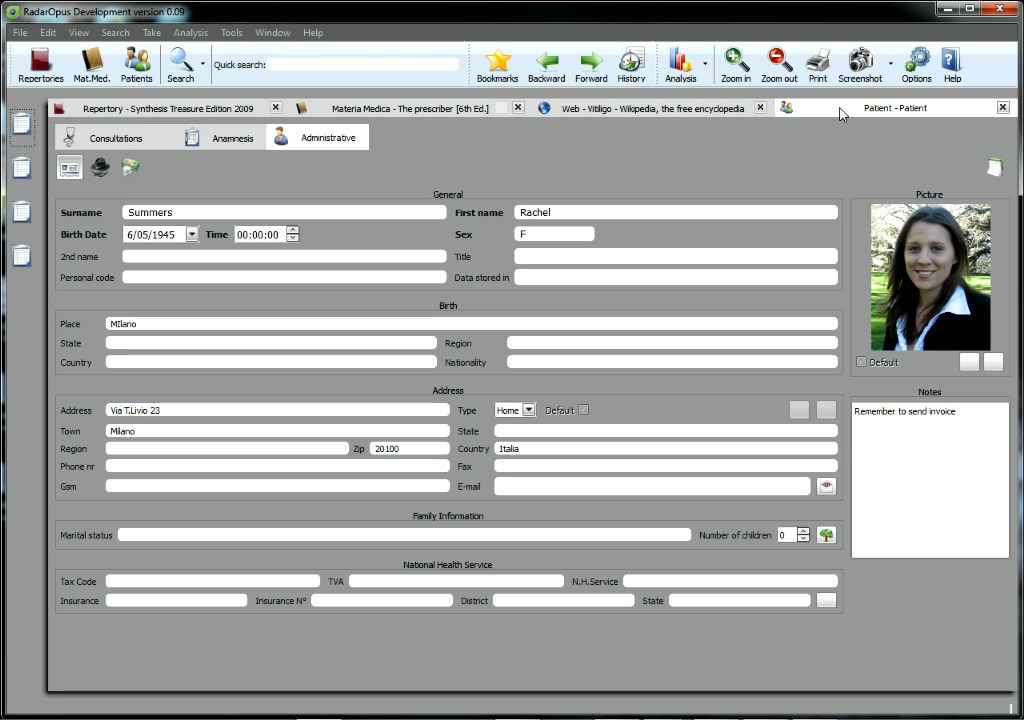 RadarOpus Development version 0.09
File Edit View Search Take Analysis Tools Window Help
Repertories Mat.Med. Patients Search Quick search: Bookmarks Backward Forward History Analysis Zoom in Zoom out Print Screenshot Options Help
Repertory - Synthesis Treasure Edition 2009 Materia Medica - The prescriber [6th Ed.] Web - Vitiligo - Wikipedia, the free encyclopedia Patient - Patient
Consultations Anamnesis Administrative
General Picture
Surname Summers First name Rachel
Birth Date 6/05/1945 Time 00:00:00 Sex F
2nd name Title
Personal code Data stored in
Birth
Place MIlano
State Region
Country Nationality Default
Address Notes
Address Via T.Livio 23 Type Home Default Remember to send invoice
Town Milano State
Region Zip 20100 Country Italia
Phone nr Fax
Gsm E-mail
Family Information
Marital status Number of children 0
National Health Service
Tax Code TVA N.H.Service
Insurance Insurance N° District State